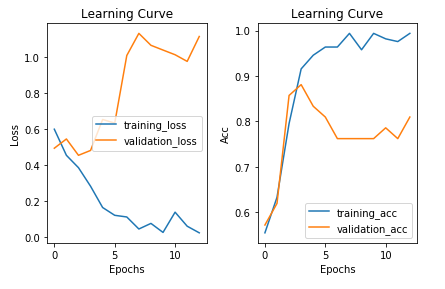 Learning Curve
Loss
1.0
0.8
0.6
0.4
0.2
0.0
training_loss
validation_loss
0
5
10
Epochs
Learning Curve
Acc
1.0
0.9
0.8
0.7
0.6
training_acc
validation_acc
0
5
10
Epochs